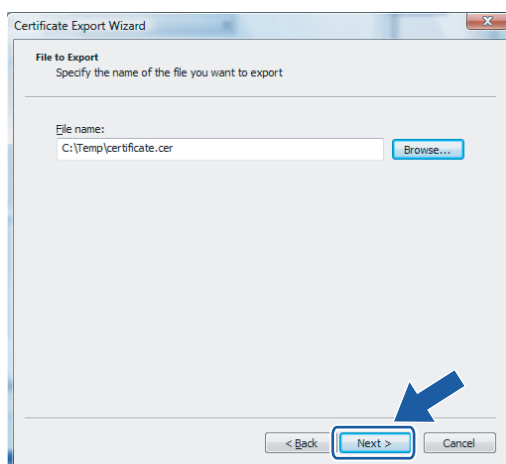 Certificate Export Wizard
File to Export
Specify the name of the file you want to export
File name:
C:\Temp\certificate.cer
Browse...
< Back
Next >
Cancel